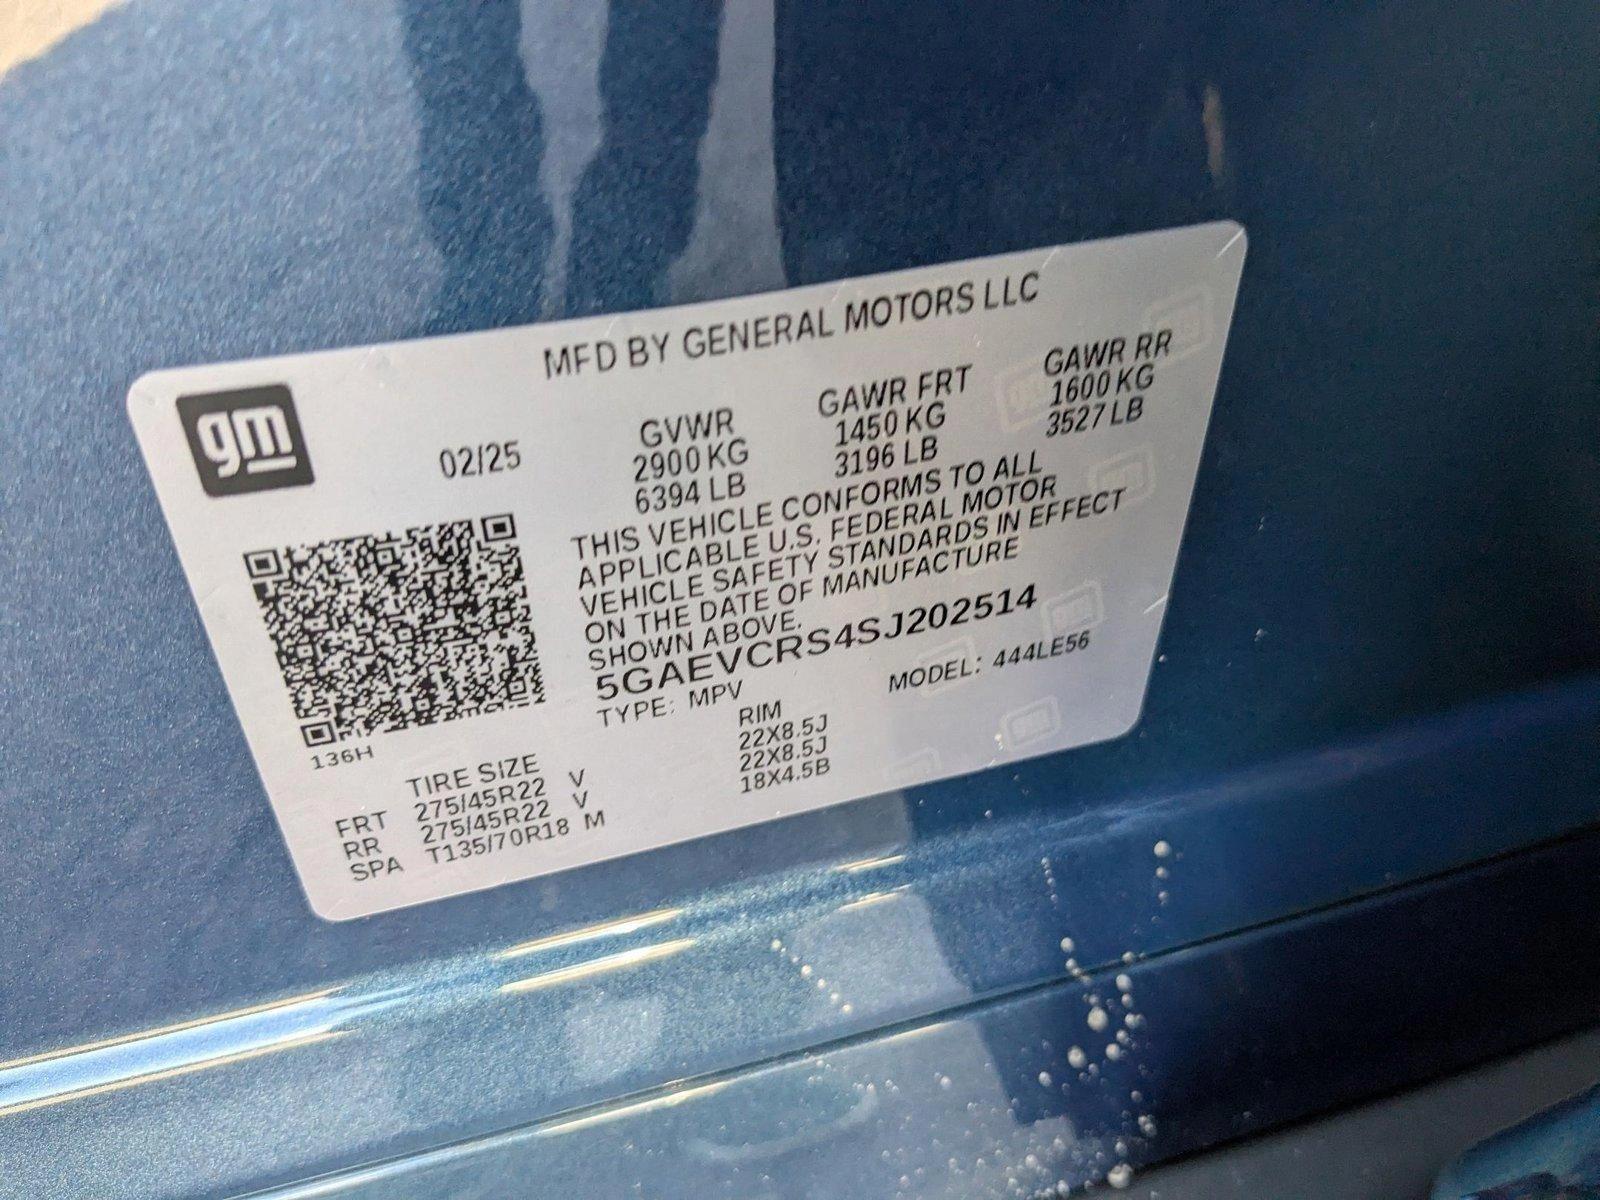 MFD BY GENERAL MOTORS LLC
gm
02/25
GVWR
2900 KG
6394 LB
GAWR FRT
1450 KG
3196 LB
GAWR RR
1600 KG
3527 LB
THIS VEHICLE CONFORMS TO ALL
APPLICABLE U.S. FEDERAL MOTOR
VEHICLE SAFETY STANDARDS IN EFFECT
ON THE DATE OF MANUFACTURE
SHOWN ABOVE.
5GAEVCRS4SJ202514
TYPE: MPV
MODEL: 444LE56
136H
TIRE SIZE RIM
FRT 275/45R22 V 22X8.5J
RR 275/45R22 V 22X8.5J
SPA T135/70R18 M 18X4.5B